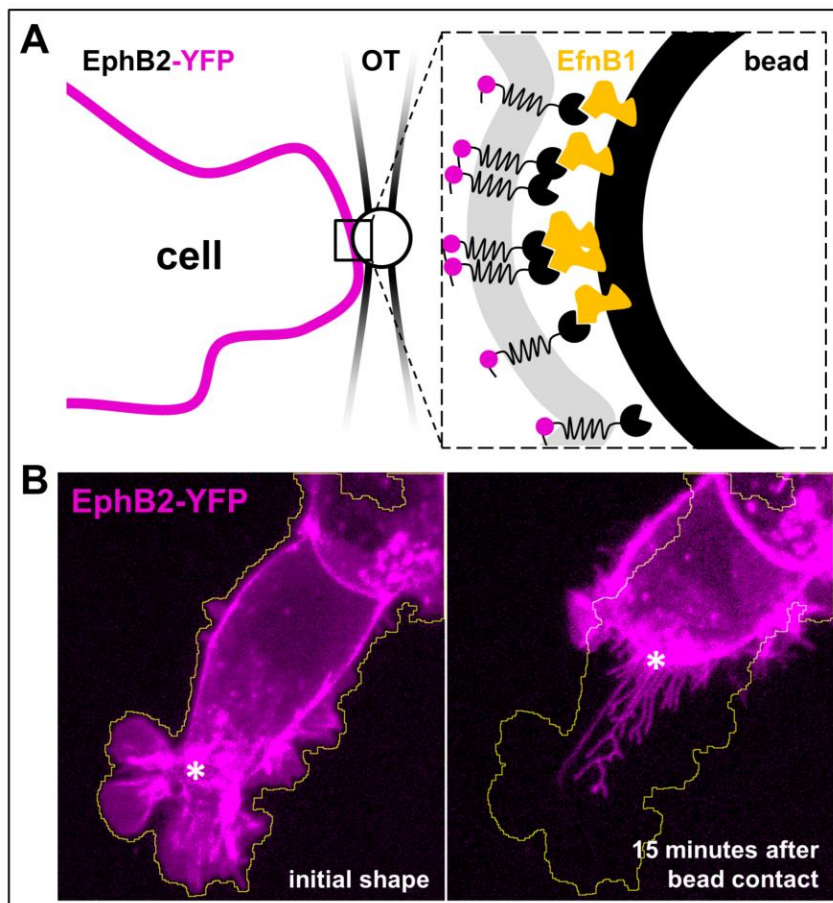 A
EphB2-YFP
OT
EfnB1
bead
cell
B
EphB2-YFP
*
initial shape
*
15 minutes after
bead contact